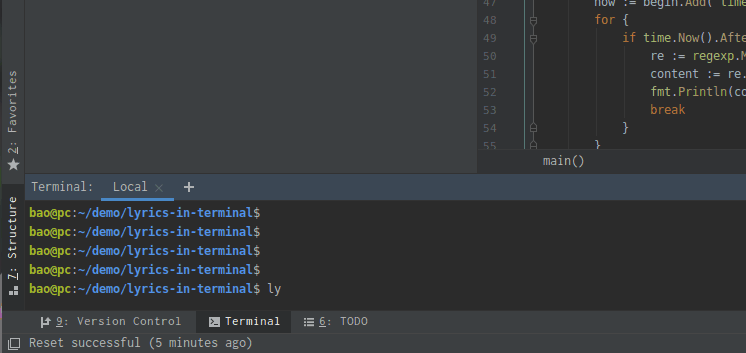 47 now := begin.Add( time
48 for {
49 if time.Now().Afte
50 re := regexp.M
51 content := re.
52 fmt.Println(co
53 break
54 }
55 }
main()
2: Favorites
7: Structure
Terminal: Local × +
bao@pc:~/demo/lyrics-in-terminal$
bao@pc:~/demo/lyrics-in-terminal$
bao@pc:~/demo/lyrics-in-terminal$
bao@pc:~/demo/lyrics-in-terminal$
bao@pc:~/demo/lyrics-in-terminal$ ly
9: Version Control Terminal 6: TODO
Reset successful (5 minutes ago)